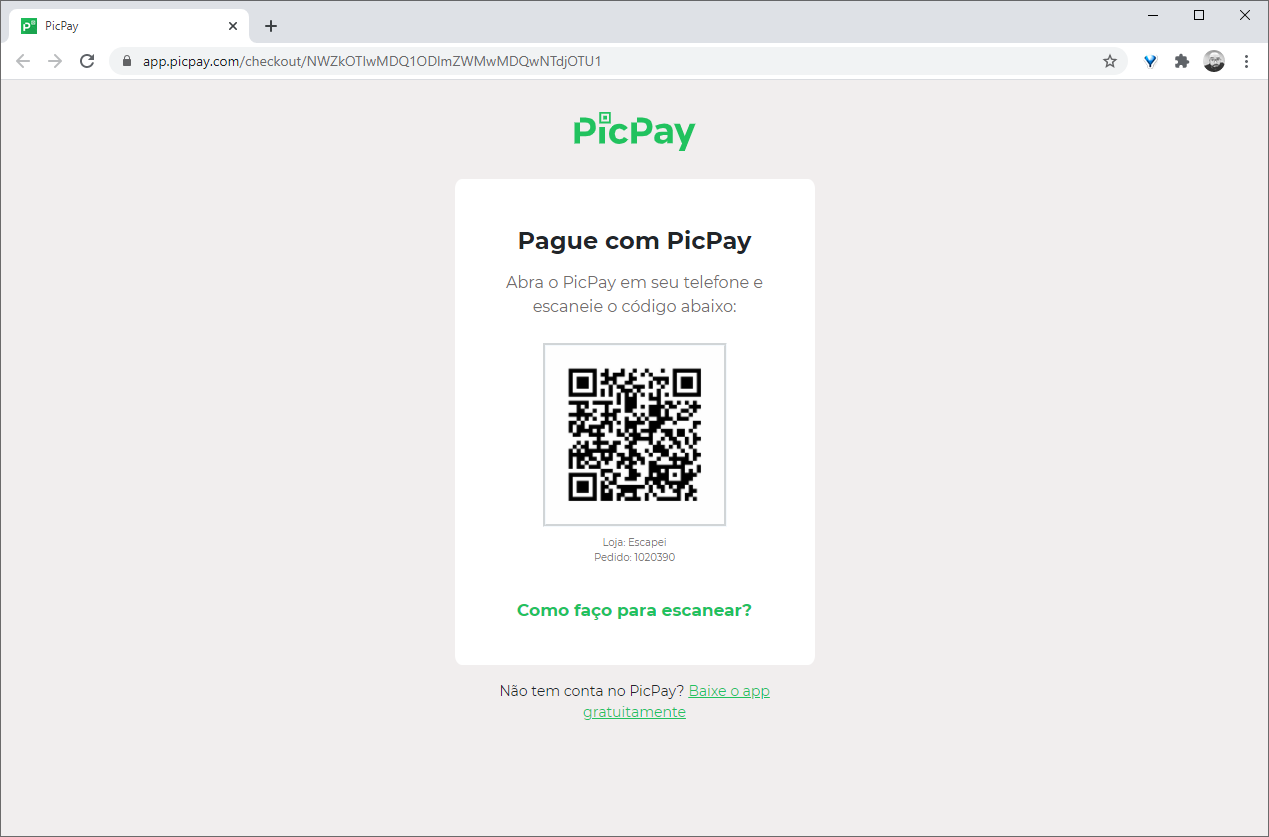 PicPay
app.picpay.com/checkout/NWZkOTIwMDQ1ODlmZWMwMDQwNTdjOTU1
PicPay
Pague com PicPay
Abra o PicPay em seu telefone e
escaneie o código abaixo:
Loja: Escapei
Pedido: 1020390
Como faço para escanear?
Não tem conta no PicPay? Baixe o app
gratuitamente